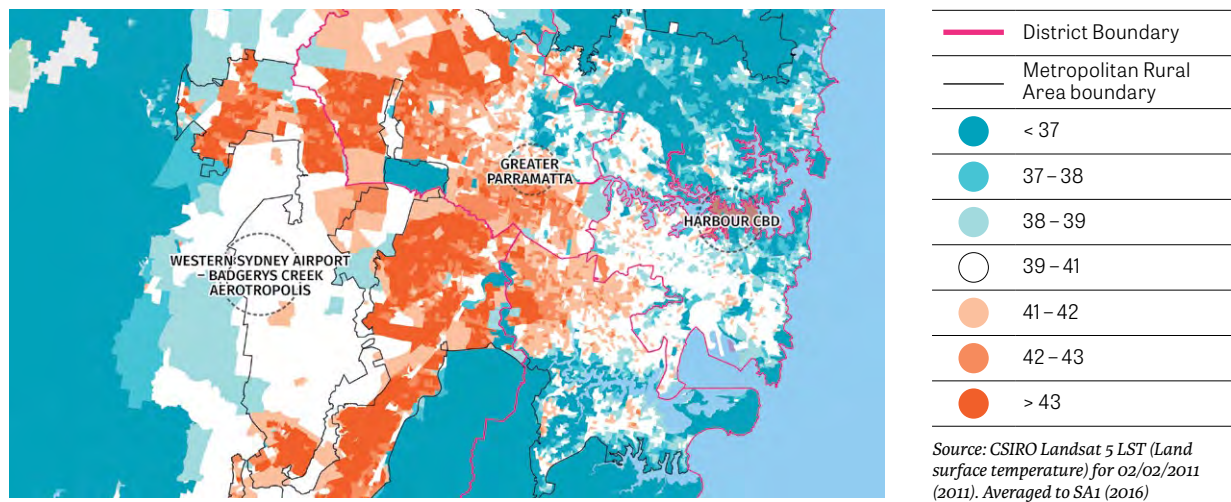 GREATER
PARRAMATTA
HARBOUR CBD
WESTERN SYDNEY AIRPORT
– BADGERYS CREEK
AEROTROPOLIS
District Boundary
Metropolitan Rural
Area boundary
< 37
37 – 38
38 – 39
39 – 41
41 – 42
42 – 43
> 43
Source: CSIRO Landsat 5 LST (Land
surface temperature) for 02/02/2011
(2011). Averaged to SA1 (2016)